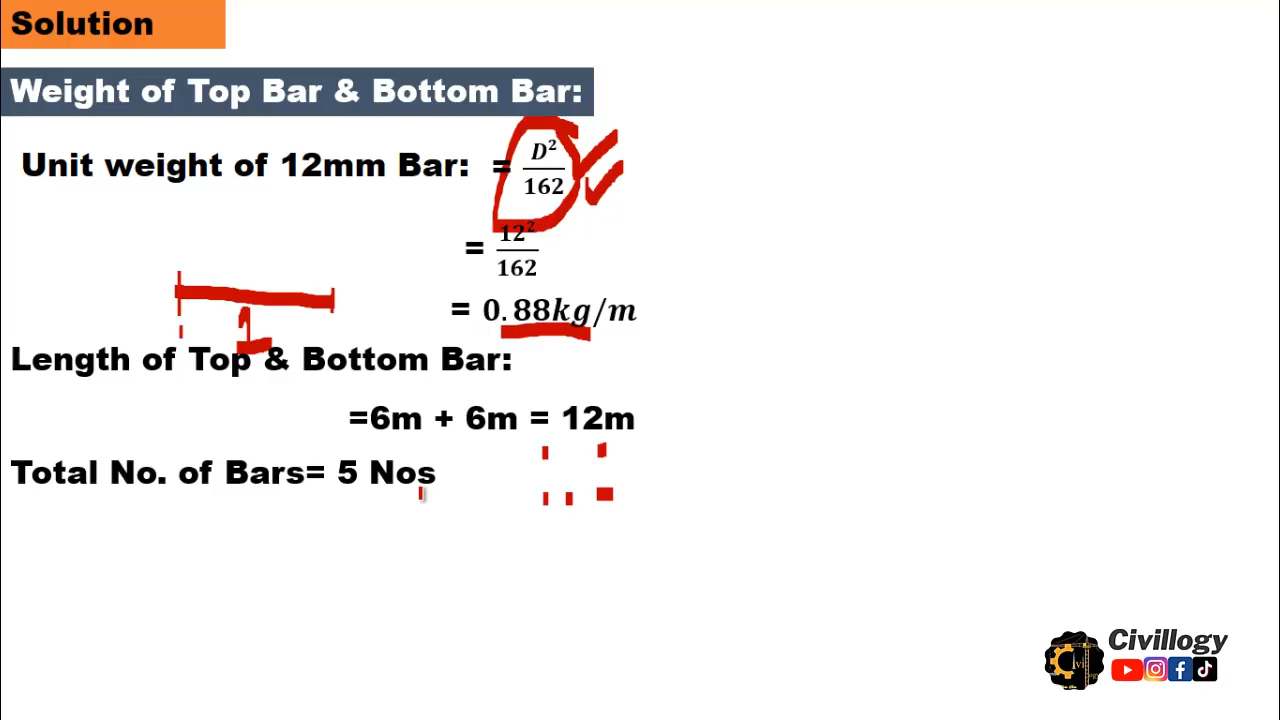 Solution
Weight of Top Bar & Bottom Bar:
Unit weight of 12mm Bar: = D²/162
= 12²/162
= 0.88kg/m
1
Length of Top & Bottom Bar:
=6m + 6m = 12m
Total No. of Bars= 5 Nos
Civillogy